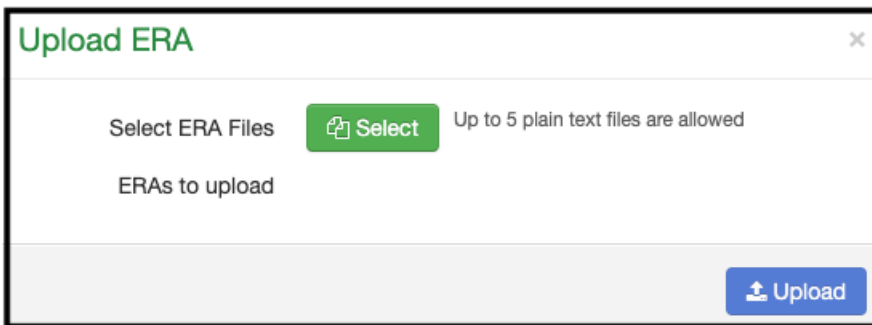 Upload ERA
×
Select ERA Files
Select
Up to 5 plain text files are allowed
ERAs to upload
Upload